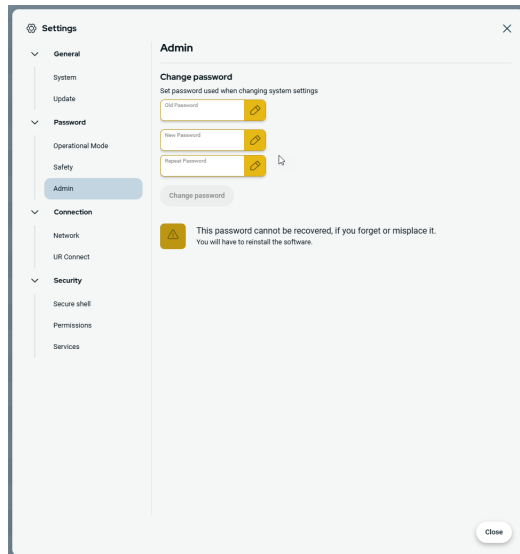 Settings
General
System
Update
Password
Operational Mode
Safety
Admin
Connection
Network
UR Connect
Security
Secure shell
Permissions
Services
Admin
Change password
Set password used when changing system settings
Old Password
New Password
Repeat Password
Change password
This password cannot be recovered, if you forget or misplace it.
You will have to reinstall the software.
Close